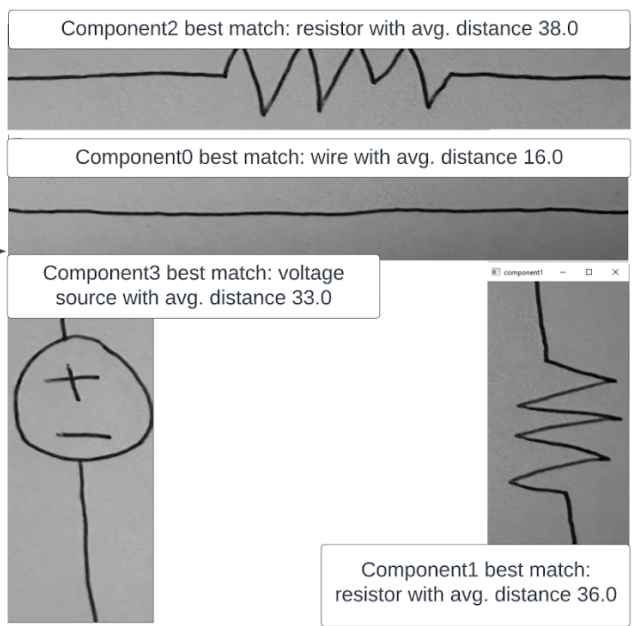 Component2 best match: resistor with avg. distance 38.0
Component0 best match: wire with avg. distance 16.0
Component3 best match: voltage
source with avg. distance 33.0
component1
+
−
Component1 best match:
resistor with avg. distance 36.0